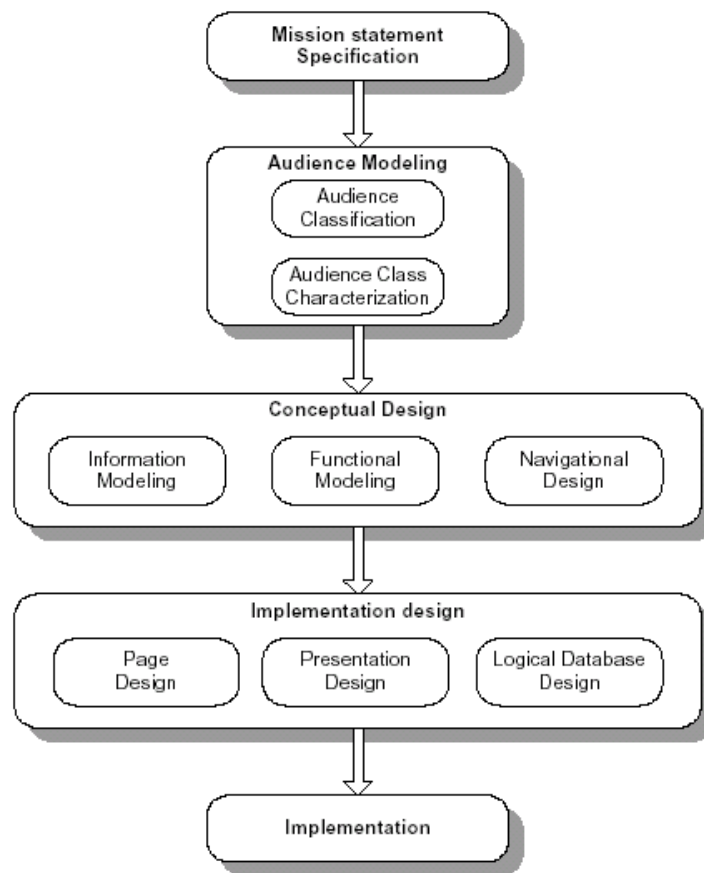 Mission statement
Specification
Audience Modeling
Audience
Classification
Audience Class
Characterization
Conceptual Design
Information
Modeling
Functional
Modeling
Navigational
Design
Implementation design
Page
Design
Presentation
Design
Logical Database
Design
Implementation